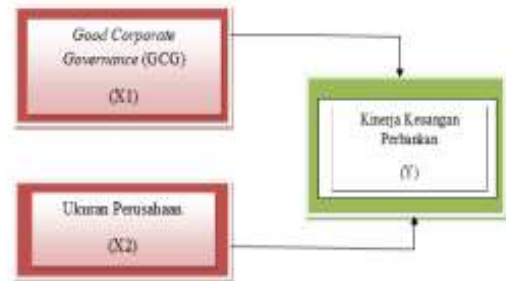 Good Corporate
Governance (GCG)
(X1)
Kinerja Keuangan
Perbankan
(Y)
Ukuran Perusahaan
(X2)